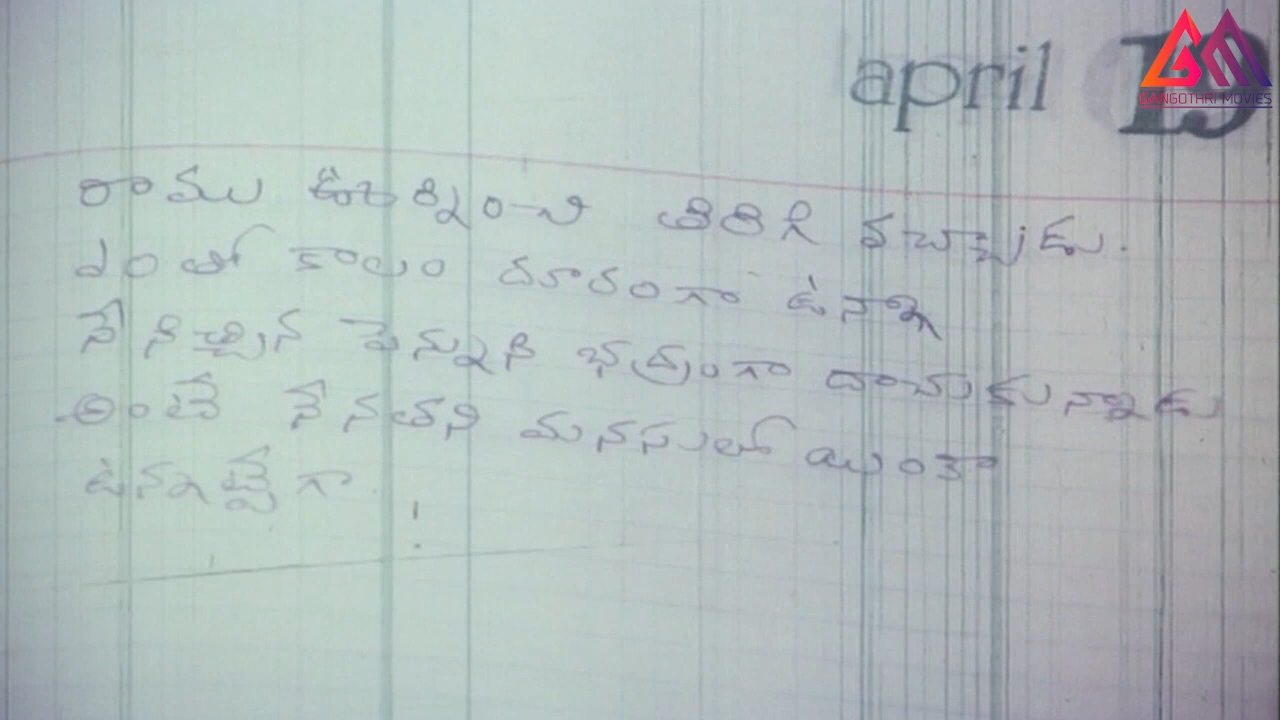 april 19
GANGOTHRI MOVIES
రాము ఊరినుంచి తిరిగి వచ్చాడు.
ఎంతో కాలం దూరంగా ఉన్నా
నేనిచ్చిన పెన్నుని భద్రంగా దాచుకున్నాడు
అంటే నేనతని మనసులో యింకా
ఉన్నట్టేగా !